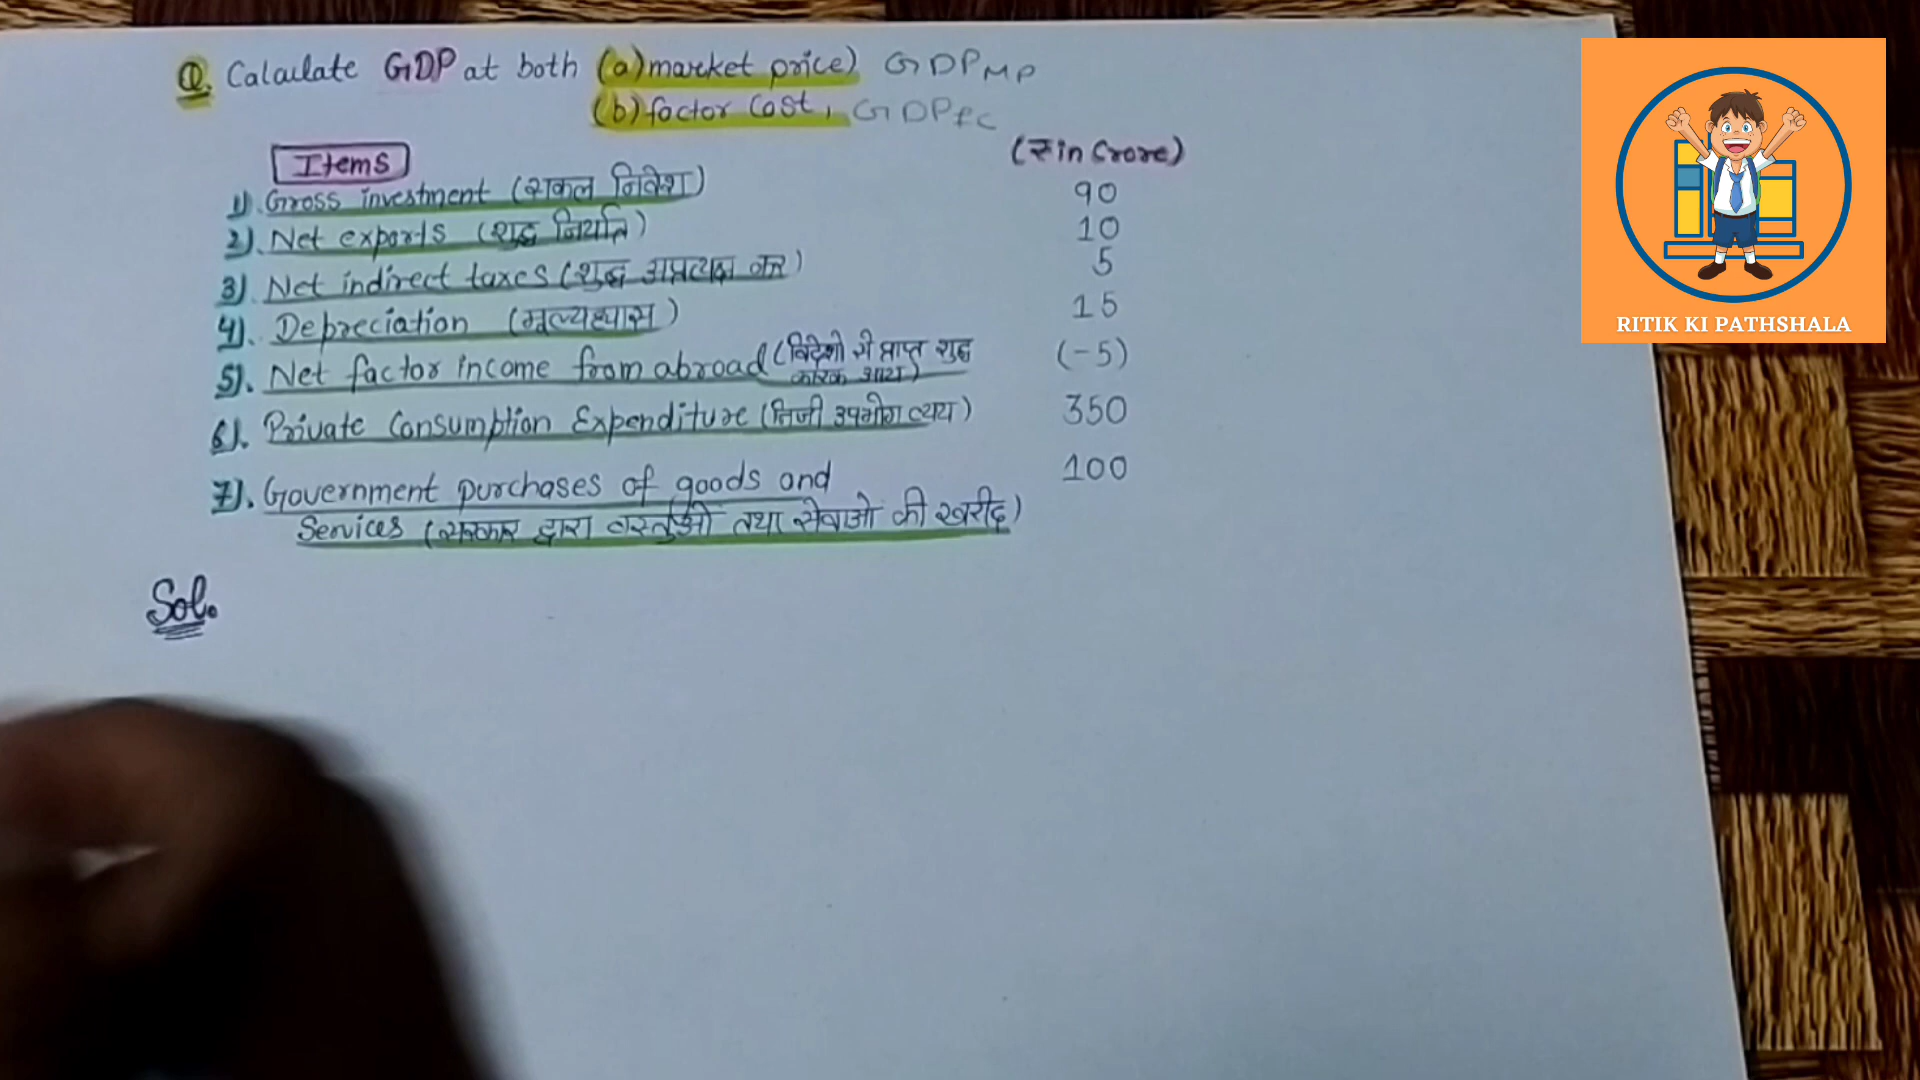 Q. Calculate GDP at both (a) market price) GDPMP
(b) factor Cost, GDPfc
Items (₹ in Crore)
1). Gross investment (सकल निवेश) 90
2). Net exports (शुद्ध निर्यात) 10
3). Net indirect taxes (शुद्ध अप्रत्यक्ष कर) 5
4). Depreciation (मूल्यह्रास) 15
5). Net factor income from abroad (विदेशो से प्राप्त शुद्ध (-5)
कारक आय)
6). Private Consumption Expenditure (निजी उपभोग व्यय) 350
7). Government purchases of goods and 100
Services (सरकार द्वारा वस्तुओ तथा सेवाओ की खरीद)
Sol.
RITIK KI PATHSHALA